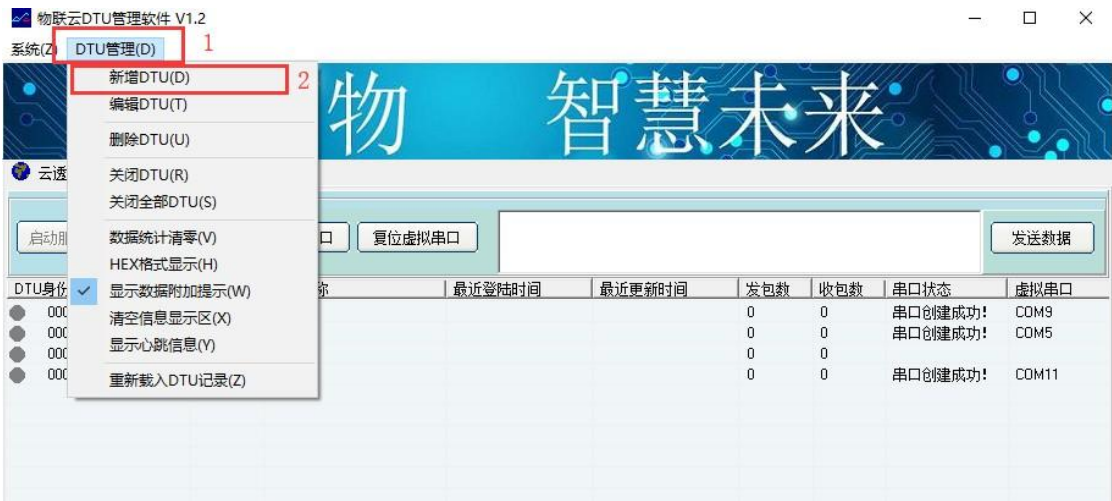 物联云DTU管理软件 V1.2
系统(Z) DTU管理(D) 1
新增DTU(D) 2
编辑DTU(T)
删除DTU(U)
关闭DTU(R)
关闭全部DTU(S)
数据统计清零(V)
HEX格式显示(H)
显示数据附加提示(W)
清空信息显示区(X)
显示心跳信息(Y)
重新载入DTU记录(Z)
物 智慧未来
云透
启动 口 复位虚拟串口 发送数据
DTU身份 称 最近登陆时间 最近更新时间 发包数 收包数 串口状态 虚拟串口
000 0 0 串口创建成功! COM9
000 0 0 串口创建成功! COM5
000 0 0
000 0 0 串口创建成功! COM11